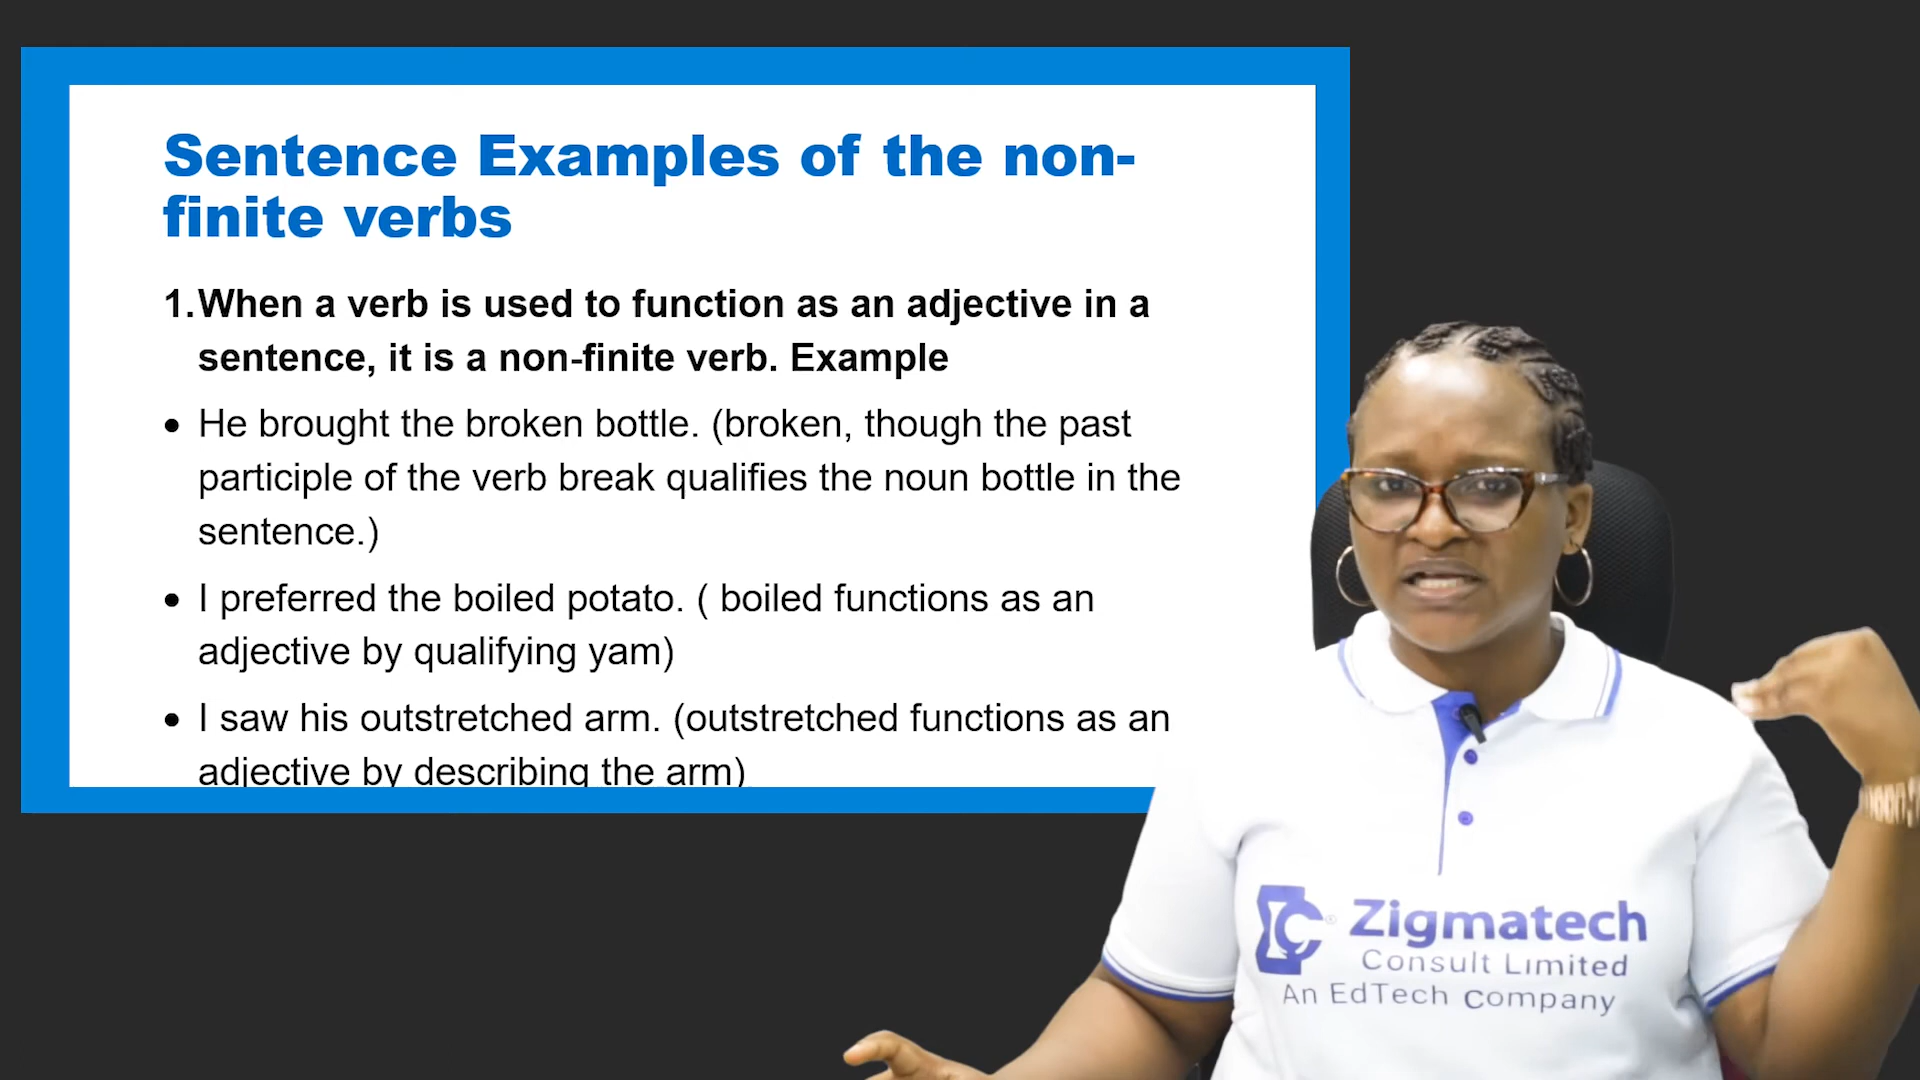 Sentence Examples of the non-
finite verbs
1.When a verb is used to function as an adjective in a
sentence, it is a non-finite verb. Example
• He brought the broken bottle. (broken, though the past
participle of the verb break qualifies the noun bottle in the
sentence.)
• I preferred the boiled potato. ( boiled functions as an
adjective by qualifying yam)
• I saw his outstretched arm. (outstretched functions as an
adjective by describing the arm)
Zigmatech
Consult Limited
An EdTech Company